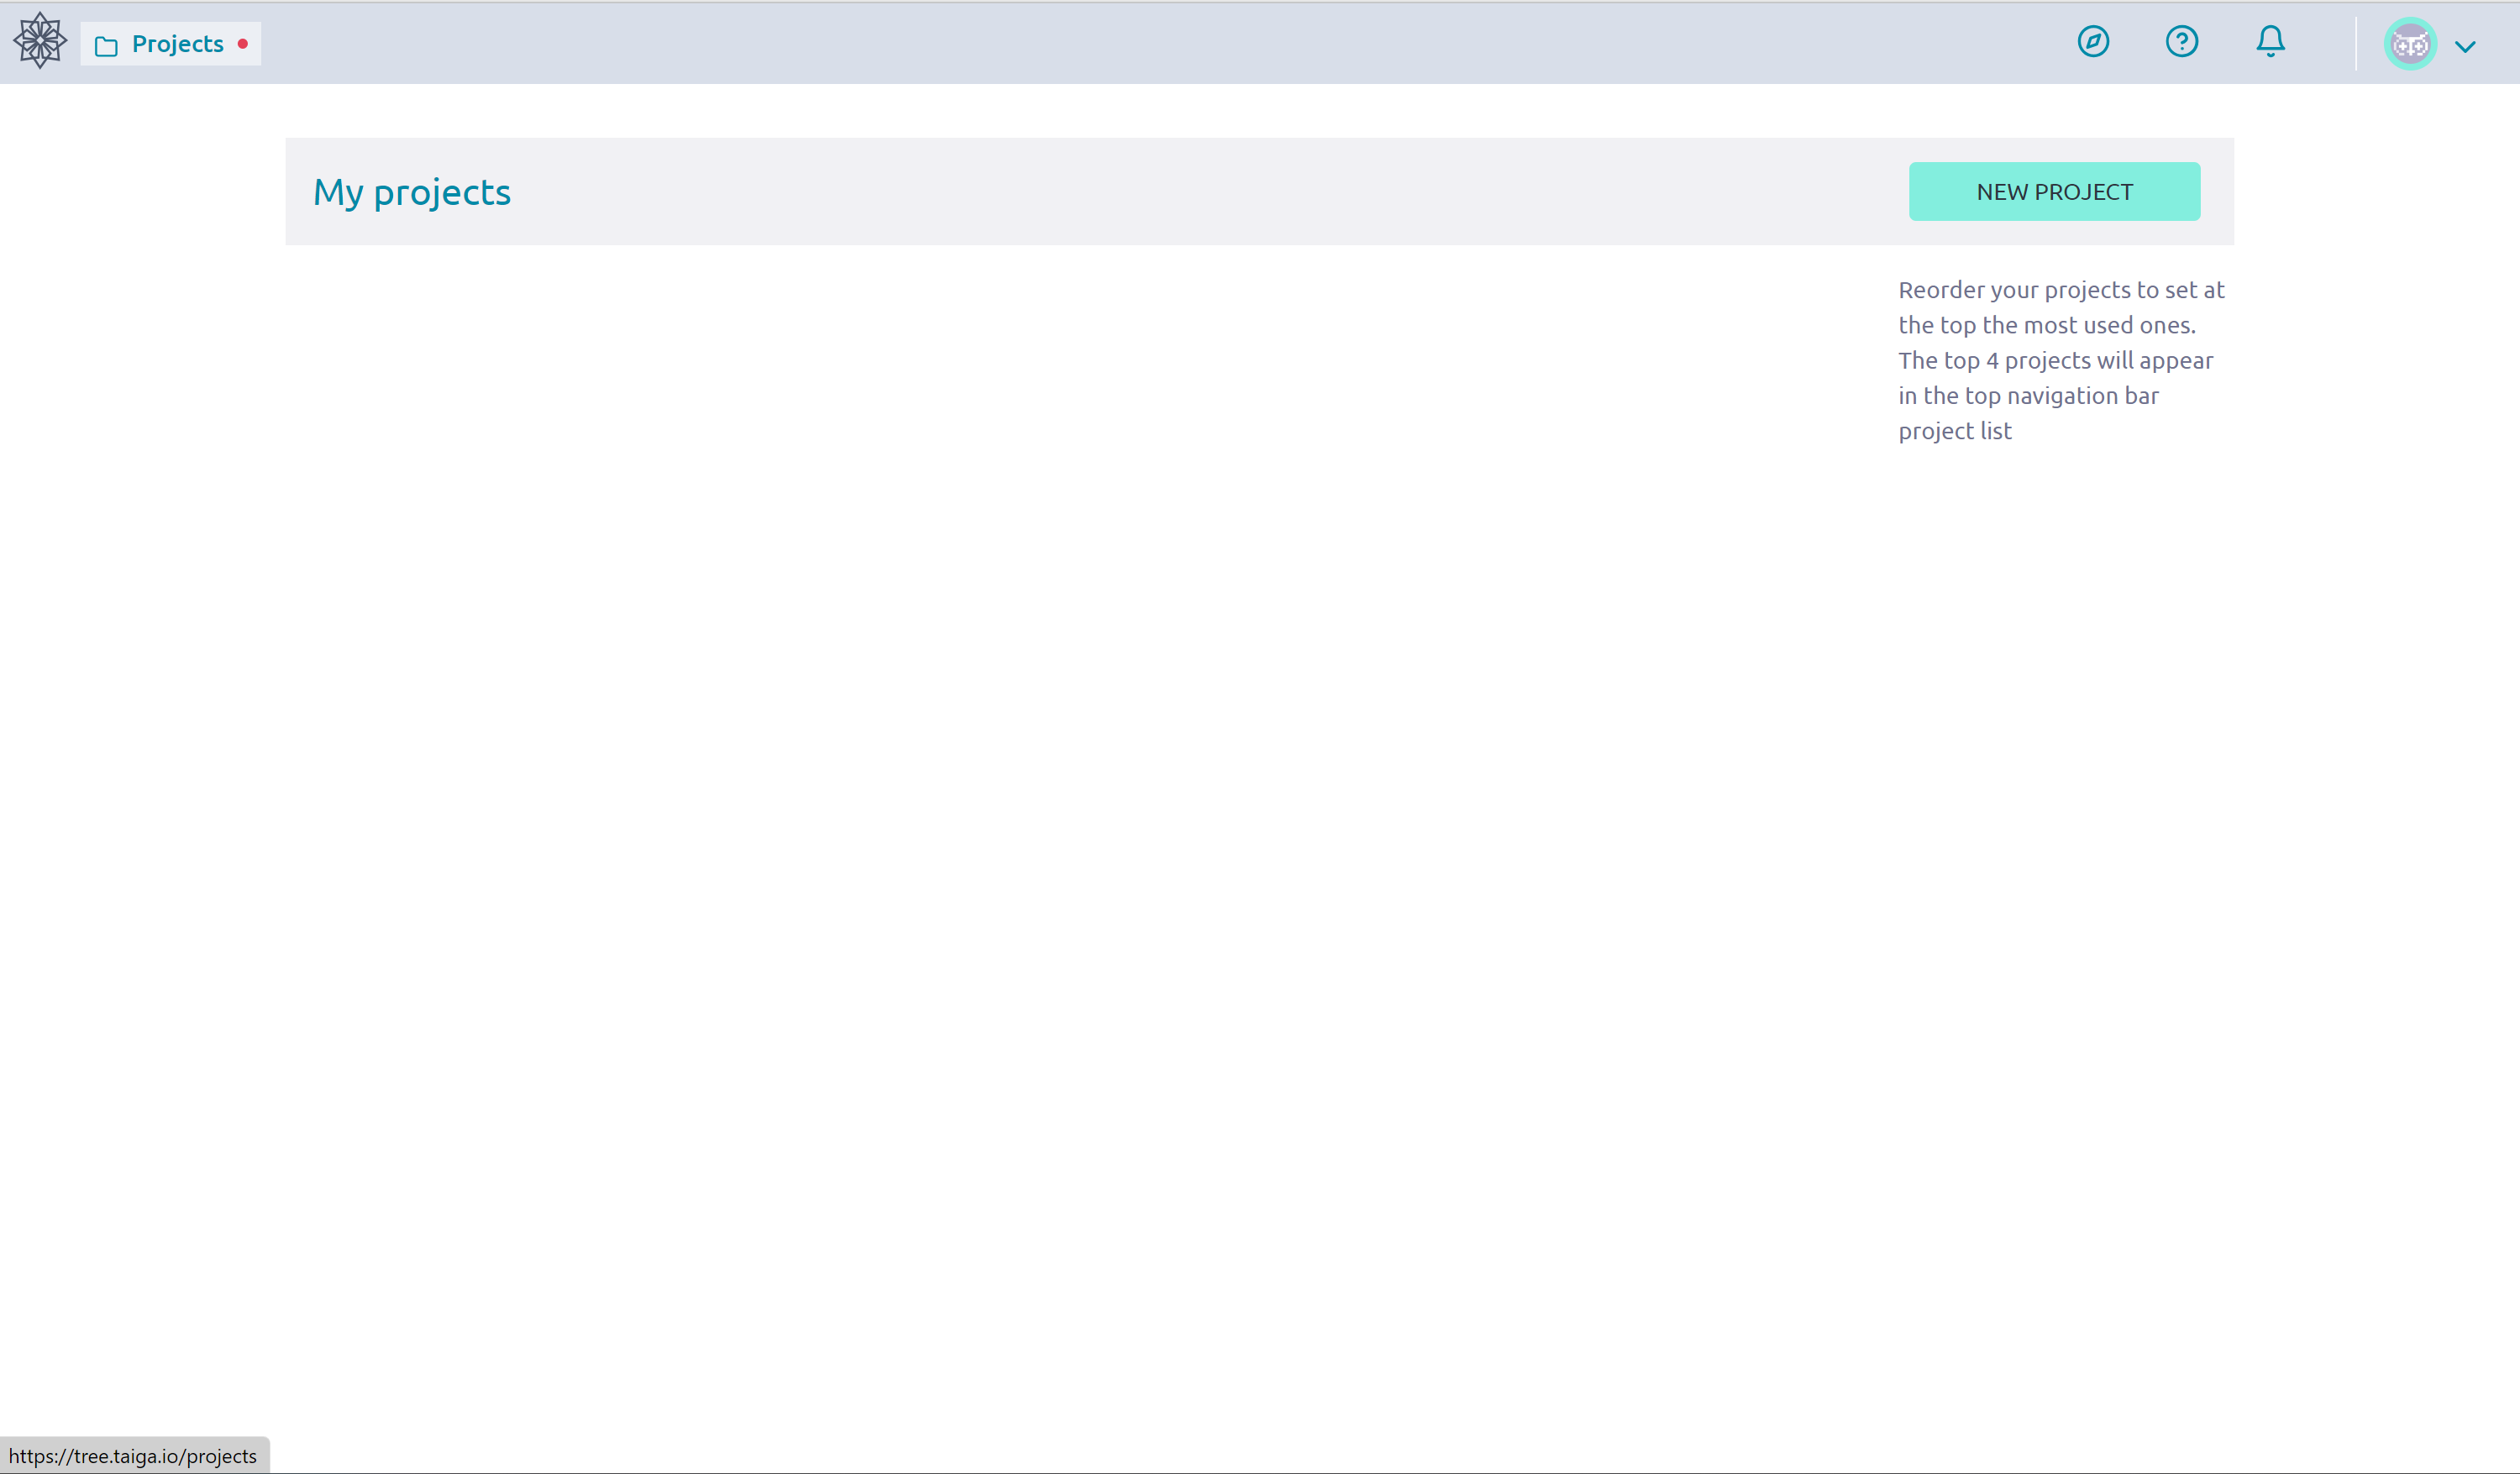 Projects
My projects
NEW PROJECT
Reorder your projects to set at
the top the most used ones.
The top 4 projects will appear
in the top navigation bar
project list
https://tree.taiga.io/projects